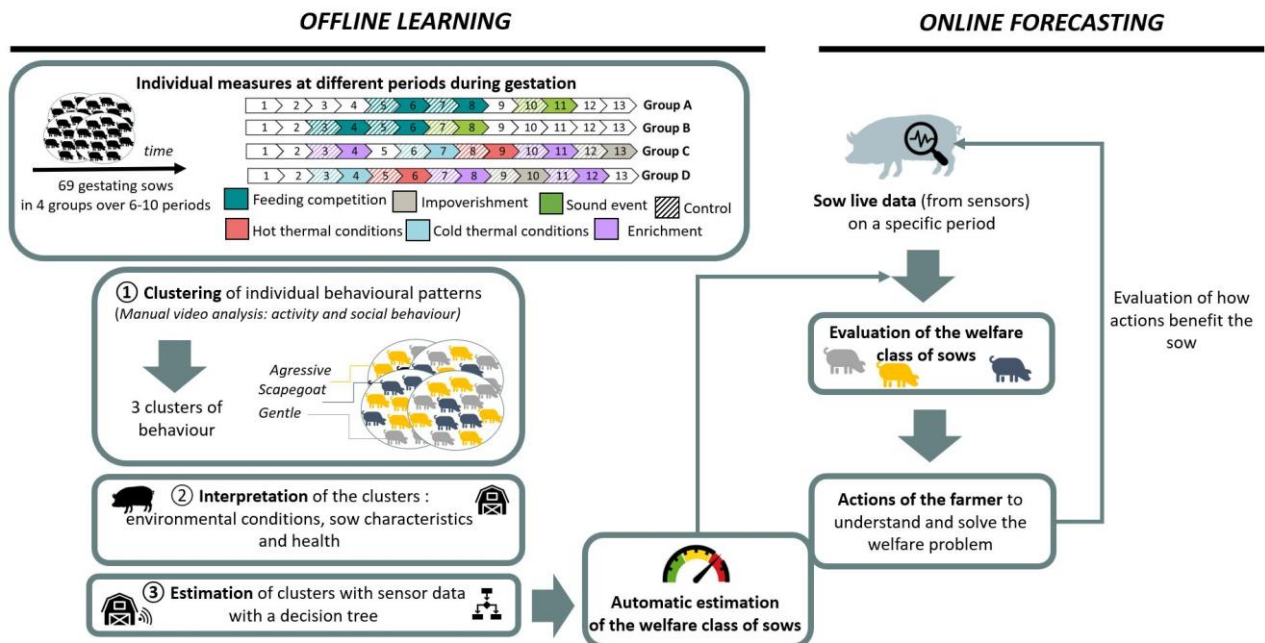 OFFLINE LEARNING
ONLINE FORECASTING
Individual measures at different periods during gestation
1 2 3 4 5 6 7 8 9 10 11 12 13 Group A
1 2 3 4 5 6 7 8 9 10 11 12 13 Group B
1 2 3 4 5 6 7 8 9 10 11 12 13 Group C
1 2 3 4 5 6 7 8 9 10 11 12 13 Group D
time
69 gestating sows
in 4 groups over 6-10 periods
Feeding competition
Impoverishment
Sound event
Control
Hot thermal conditions
Cold thermal conditions
Enrichment
① Clustering of individual behavioural patterns
(Manual video analysis: activity and social behaviour)
3 clusters of
behaviour
Agressive
Scapegoat
Gentle
② Interpretation of the clusters :
environmental conditions, sow characteristics
and health
③ Estimation of clusters with sensor data
with a decision tree
Automatic estimation
of the welfare class of sows
Sow live data (from sensors)
on a specific period
Evaluation of the welfare
class of sows
Actions of the farmer to
understand and solve the
welfare problem
Evaluation of how
actions benefit the
sow